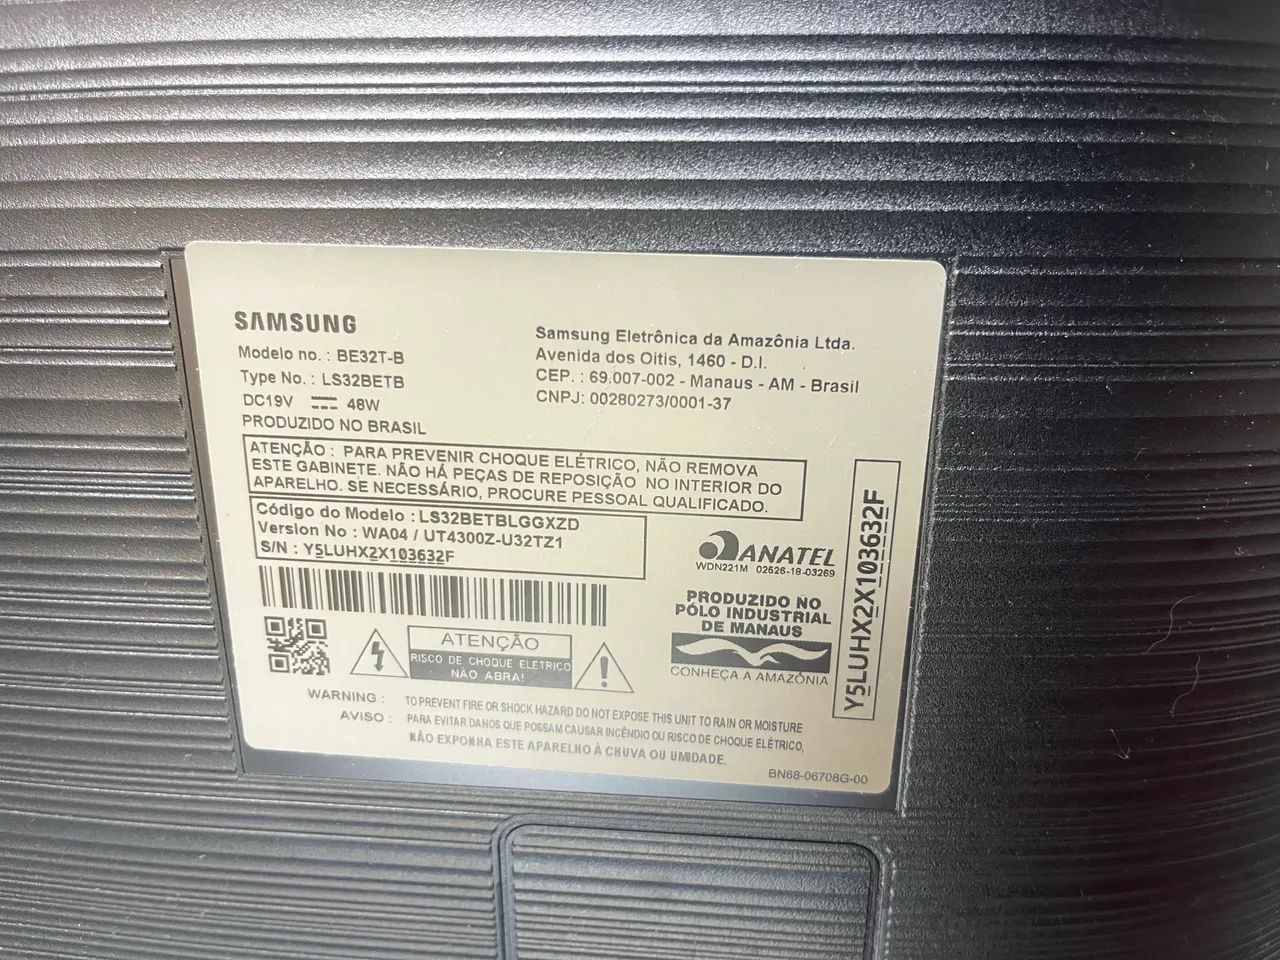 SAMSUNG
Modelo no. : BE32T-B
Type No. : LS32BETB
DC19V 48W
PRODUZIDO NO BRASIL
Samsung Eletrônica da Amazônia Ltda.
Avenida dos Oitis, 1460 - D.I.
CEP. : 69.007-002 - Manaus - AM - Brasil
CNPJ: 00280273/0001-37
ATENÇÃO : PARA PREVENIR CHOQUE ELÉTRICO, NÃO REMOVA
ESTE GABINETE. NÃO HÁ PEÇAS DE REPOSIÇÃO NO INTERIOR DO
APARELHO. SE NECESSÁRIO, PROCURE PESSOAL QUALIFICADO.
Código do Modelo : LS32BETBLGGXZD
Version No : WA04 / UT4300Z-U32TZ1
S/N : Y5LUHX2X103632F
ANATEL
WDN221M 02626-18-03269
PRODUZIDO NO
PÓLO INDUSTRIAL
DE MANAUS
CONHEÇA A AMAZÔNIA
Y5LUHX2X103632F
ATENÇÃO
RISCO DE CHOQUE ELETRICO
NÃO ABRA!
WARNING : TO PREVENT FIRE OR SHOCK HAZARD DO NOT EXPOSE THIS UNIT TO RAIN OR MOISTURE
AVISO : PARA EVITAR DANOS QUE POSSAM CAUSAR INCÊNDIO OU RISCO DE CHOQUE ELÉTRICO,
NÃO EXPONHA ESTE APARELHO À CHUVA OU UMIDADE.
BN68-06708G-00